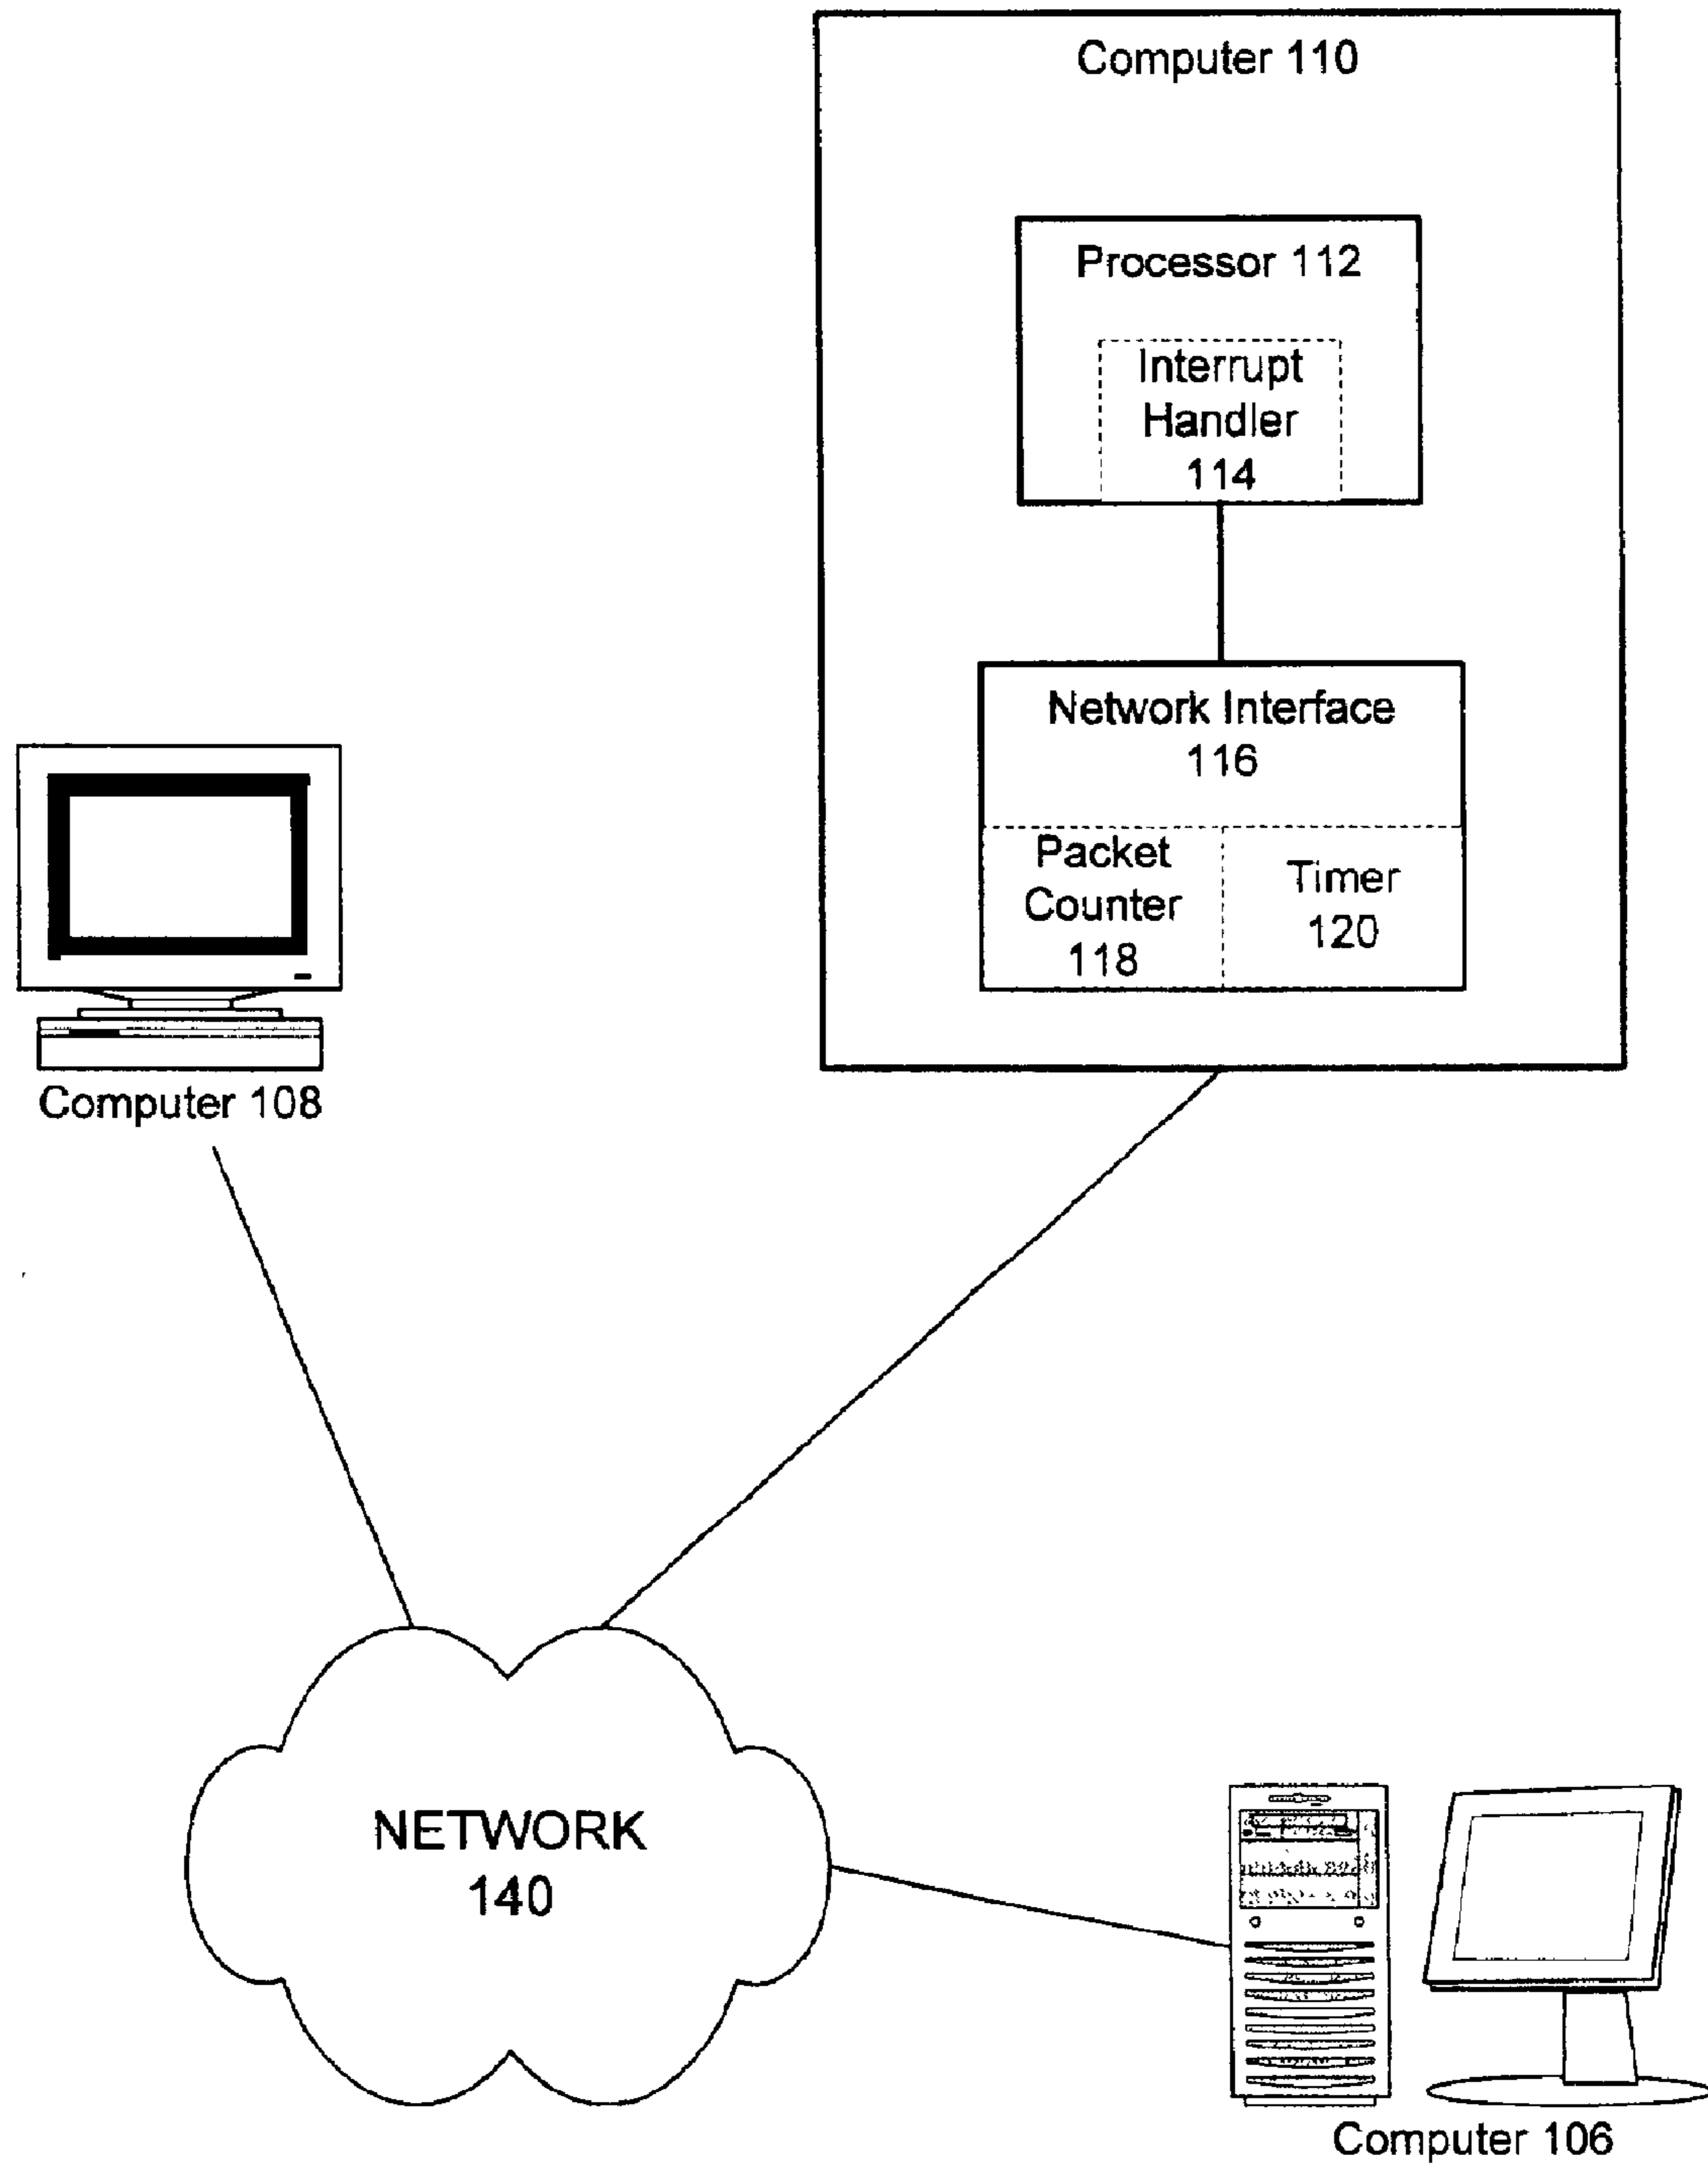 Computer 110
Processor 112
Interrupt
Handler
114
Network Interface
116
Packet
Counter
118
Timer
120
Computer 108
NETWORK
140
Computer 106